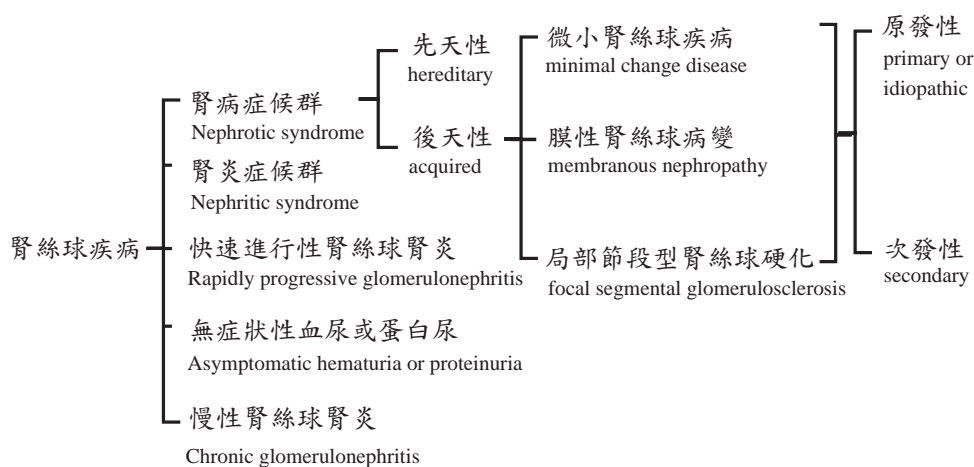 腎絲球疾病
腎病症候群
Nephrotic syndrome
腎炎症候群
Nephritic syndrome
快速進行性腎絲球腎炎
Rapidly progressive glomerulonephritis
無症狀性血尿或蛋白尿
Asymptomatic hematuria or proteinuria
慢性腎絲球腎炎
Chronic glomerulonephritis
先天性
hereditary
後天性
acquired
微小腎絲球疾病
minimal change disease
膜性腎絲球病變
membranous nephropathy
局部節段型腎絲球硬化
focal segmental glomerulosclerosis
原發性
primary or
idiopathic
次發性
secondary